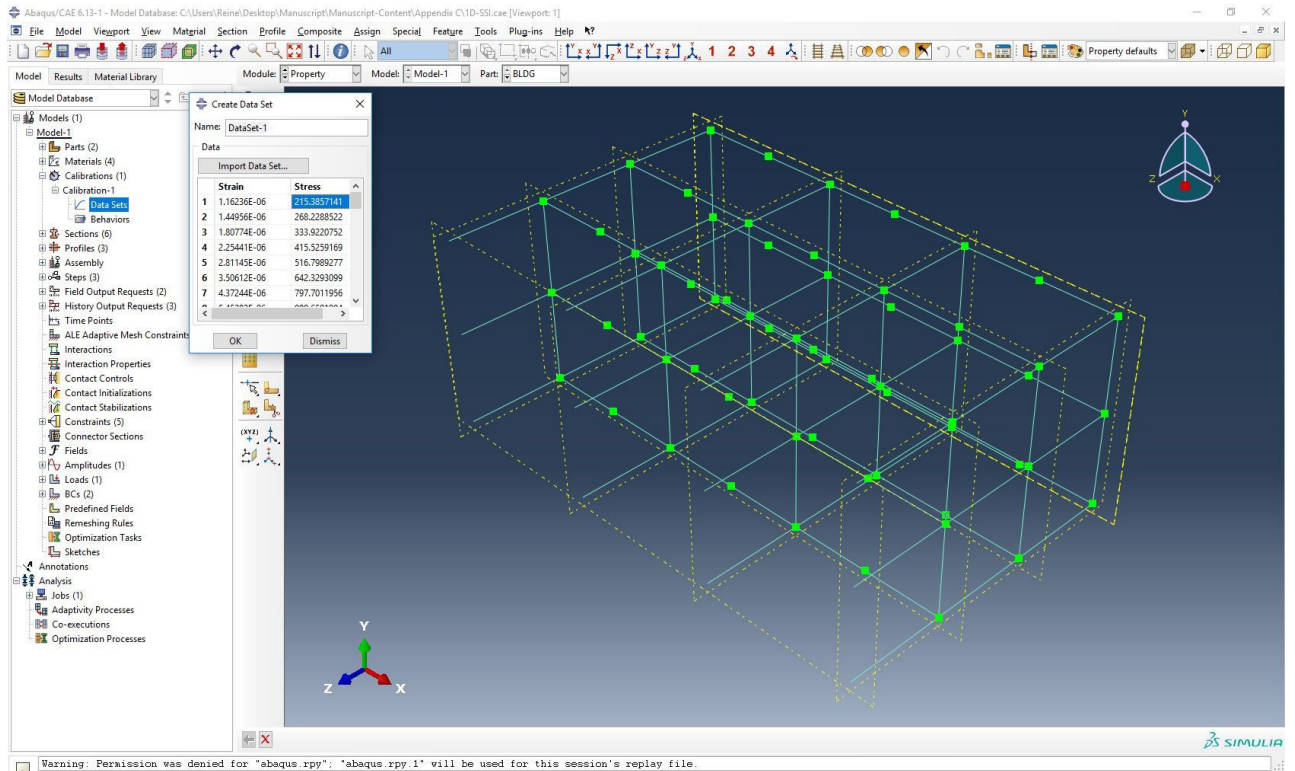 Abaqus/CAE 6.13-1 - Model Database: C:\Users\Reine\Desktop\Manuscript\Manuscript-Content\Appendix C\1D-SSI.cae [Viewport: 1]
File Model Viewport View Material Section Profile Composite Assign Special Feature Tools Plug-ins Help
All 1 2 3 4 Property defaults
Model Results Material Library Module: Property Model: Model-1 Part: BLDG
Model Database
Models (1)
Model-1
Parts (2)
Materials (4)
Calibrations (1)
Calibration-1
Data Sets
Behaviors
Sections (6)
Profiles (3)
Assembly
Steps (3)
Field Output Requests (2)
History Output Requests (3)
Time Points
ALE Adaptive Mesh Constraints
Interactions
Interaction Properties
Contact Controls
Contact Initializations
Contact Stabilizations
Constraints (5)
Connector Sections
Fields
Amplitudes (1)
Loads (1)
BCs (2)
Predefined Fields
Remeshing Rules
Optimization Tasks
Sketches
Annotations
Analysis
Jobs (1)
Adaptivity Processes
Co-executions
Optimization Processes
Create Data Set
Name: DataSet-1
Data
Import Data Set...
Strain Stress
1 1.16236E-06 215.3857141
2 1.44956E-06 268.2288522
3 1.80774E-06 333.9220752
4 2.25441E-06 415.5259169
5 2.81145E-06 516.7989277
6 3.50612E-06 642.3293099
7 4.37244E-06 797.7011956
OK Dismiss
(XYZ)
Y
Z X
Y
Z X
SIMULIA
Warning: Permission was denied for "abaqus.rpy"; "abaqus.rpy.1" will be used for this session's replay file.